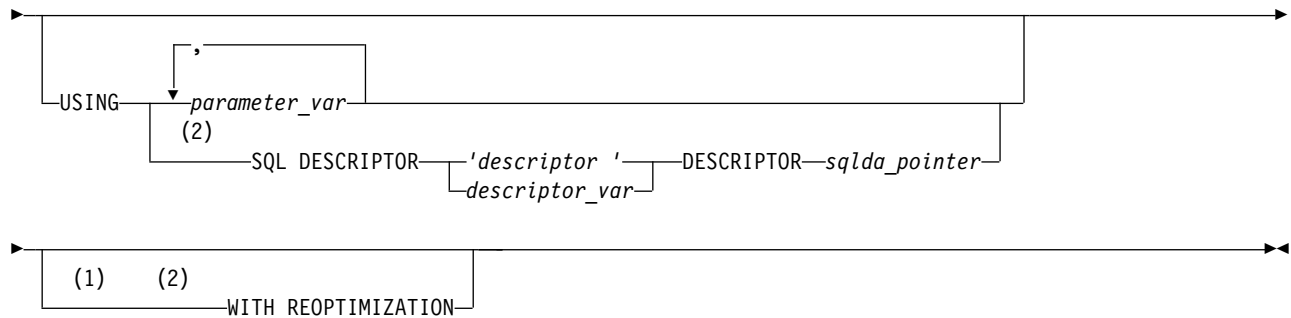 ,
USING parameter_var
(2)
SQL DESCRIPTOR 'descriptor ' DESCRIPTOR sqlda_pointer
descriptor_var
(1) (2)
WITH REOPTIMIZATION